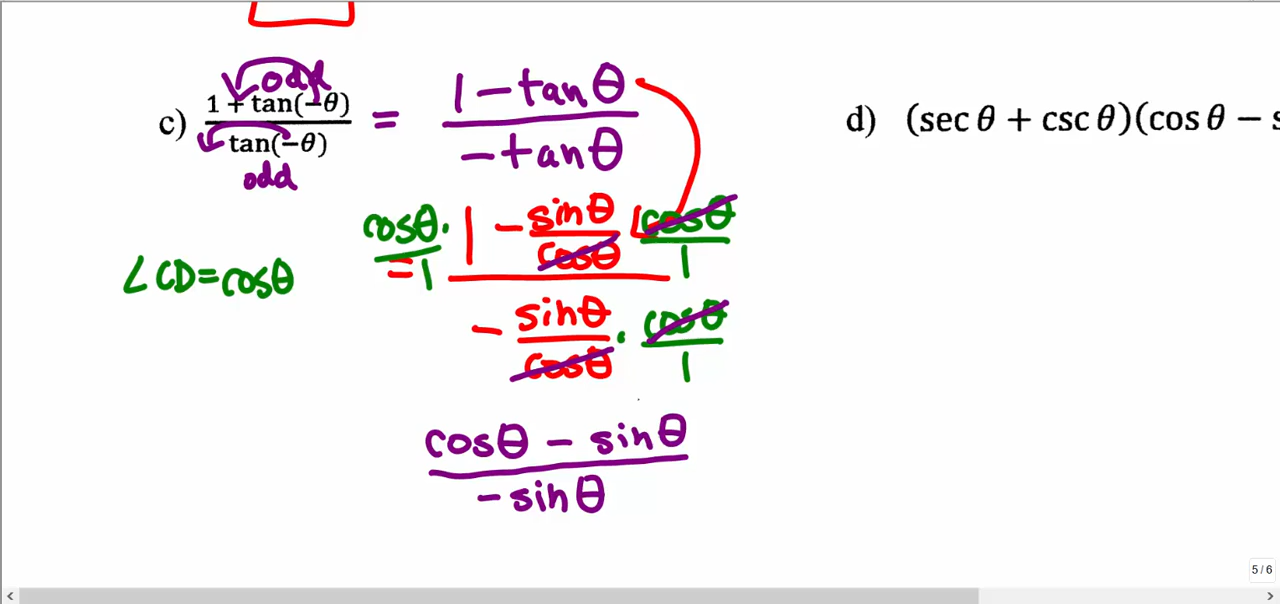 c) 1 + tan(−θ) / tan(−θ) = 1 − tanθ / − tanθ
odd
odd
d) (sec θ + csc θ)(cos θ − s
cosθ/1 · 1 − sinθ/cosθ · cosθ/1
=
− sinθ/cosθ · cosθ/1
LCD=cosθ
cosθ − sinθ
− sinθ
5 / 6